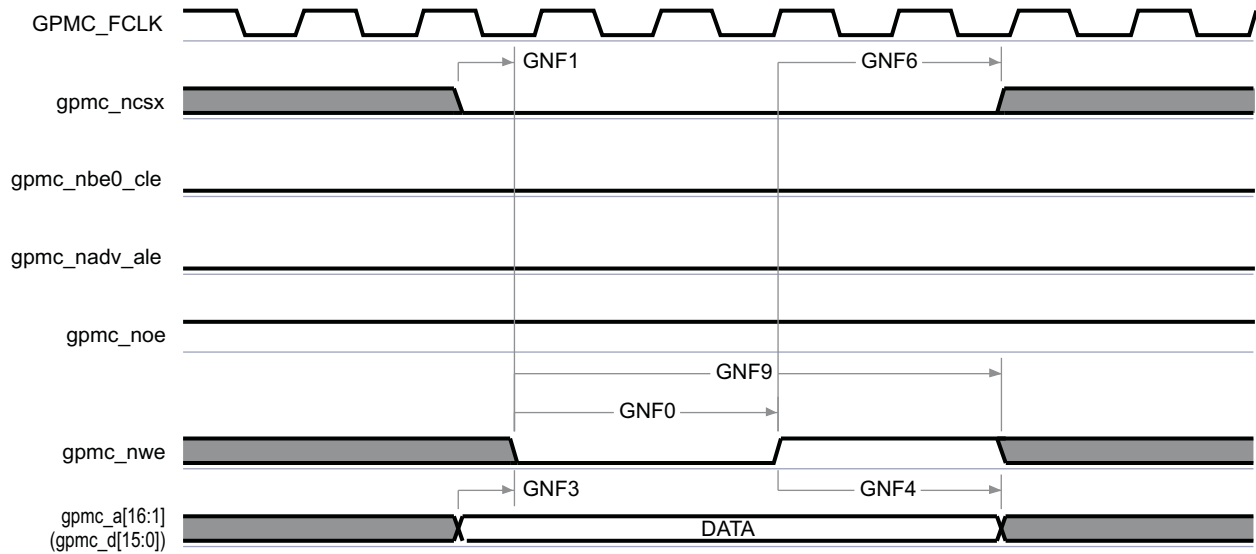 GPMC_FCLK
GNF1
GNF6
gpmc_ncsx
gpmc_nbe0_cle
gpmc_nadv_ale
gpmc_noe
GNF9
GNF0
gpmc_nwe
GNF3
GNF4
gpmc_a[16:1]
(gpmc_d[15:0])
DATA